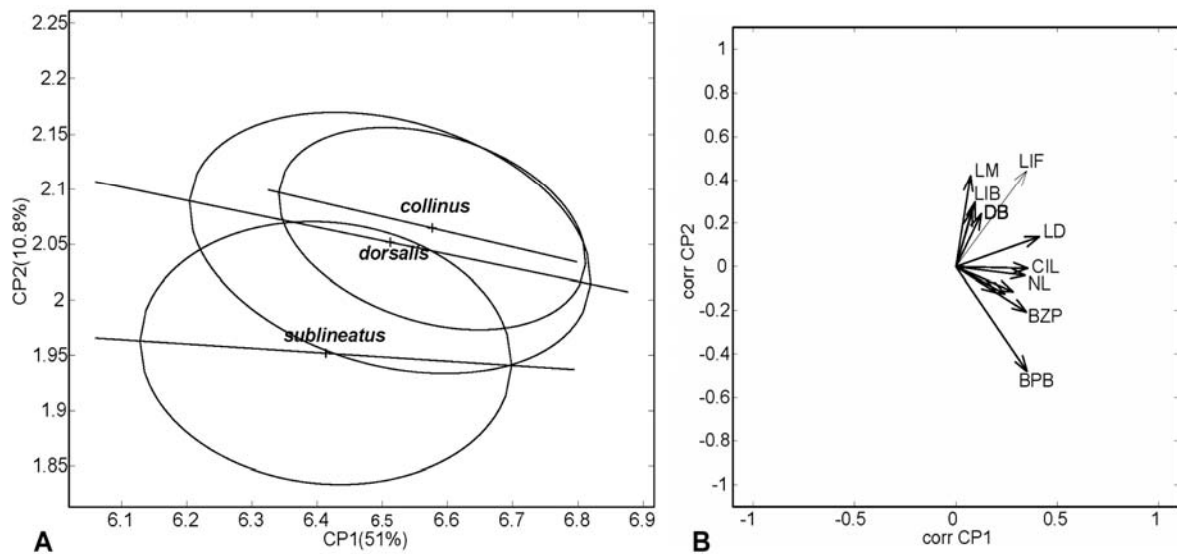 2.25
2.2
2.15
2.1
2.05
2
1.95
1.9
1.85
CP2(10.8%)
collinus
dorsalis
sublineatus
6.1 6.2 6.3 6.4 6.5 6.6 6.7 6.8 6.9
A CP1(51%)
1
0.8
0.6
0.4
0.2
0
-0.2
-0.4
-0.6
-0.8
-1
corr CP2
LM LIF
LIB
DB
LD
CIL
NL
BZP
BPB
-1 -0.5 0 0.5 1
B corr CP1